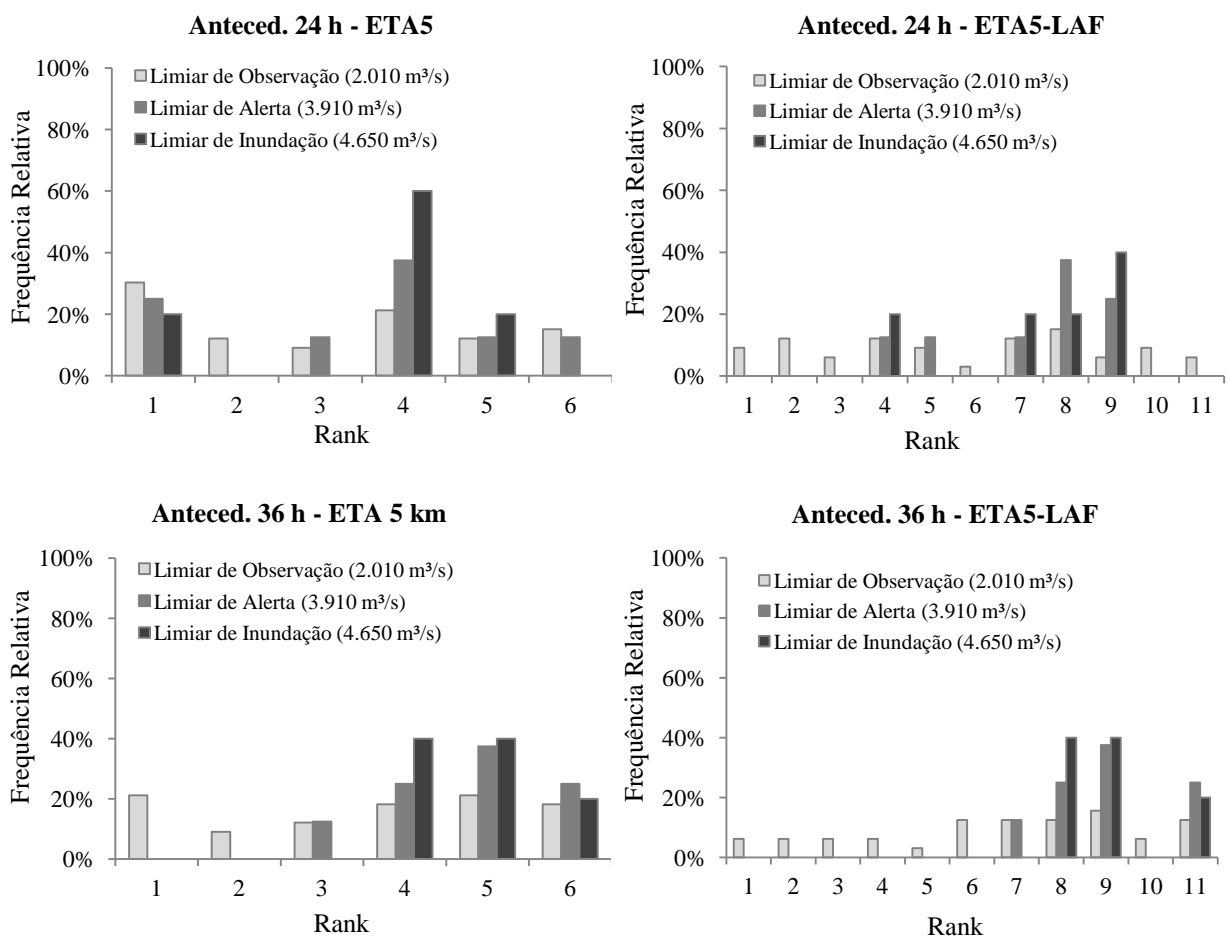 Anteced. 24 h - ETA5
100%
80%
60%
40%
20%
0%
Frequência Relativa
Limiar de Observação (2.010 m³/s)
Limiar de Alerta (3.910 m³/s)
Limiar de Inundação (4.650 m³/s)
1 2 3 4 5 6
Rank
Anteced. 24 h - ETA5-LAF
100%
80%
60%
40%
20%
0%
Frequência Relativa
Limiar de Observação (2.010 m³/s)
Limiar de Alerta (3.910 m³/s)
Limiar de Inundação (4.650 m³/s)
1 2 3 4 5 6 7 8 9 10 11
Rank
Anteced. 36 h - ETA 5 km
100%
80%
60%
40%
20%
0%
Frequência Relativa
Limiar de Observação (2.010 m³/s)
Limiar de Alerta (3.910 m³/s)
Limiar de Inundação (4.650 m³/s)
1 2 3 4 5 6
Rank
Anteced. 36 h - ETA5-LAF
100%
80%
60%
40%
20%
0%
Frequência Relativa
Limiar de Observação (2.010 m³/s)
Limiar de Alerta (3.910 m³/s)
Limiar de Inundação (4.650 m³/s)
1 2 3 4 5 6 7 8 9 10 11
Rank